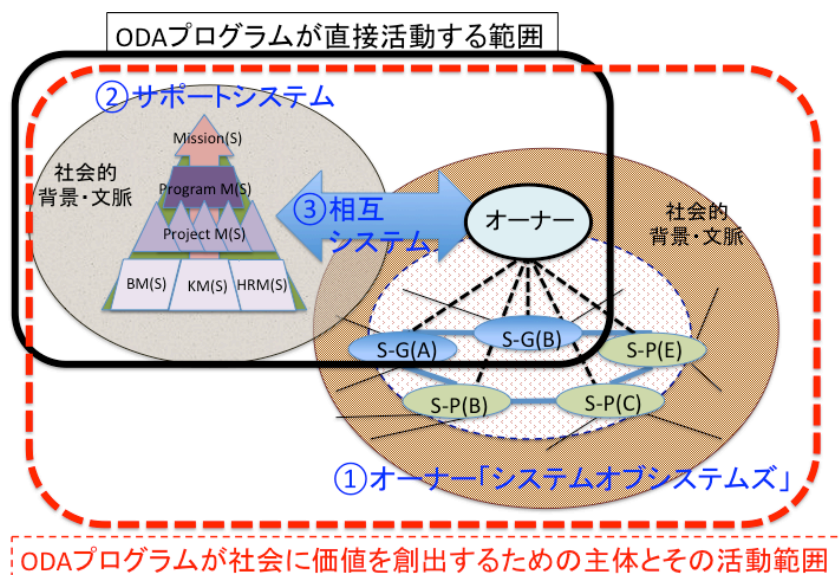 ODAプログラムが直接活動する範囲
②サポートシステム
Mission(S)
社会的
背景・文脈
Program M(S)
Project M(S)
BM(S)
KM(S)
HRM(S)
③相互
システム
オーナー
社会的
背景・文脈
S-G(A)
S-G(B)
S-P(E)
S-P(B)
S-P(C)
①オーナー「システムオブシステムズ」
ODAプログラムが社会に価値を創出するための主体とその活動範囲